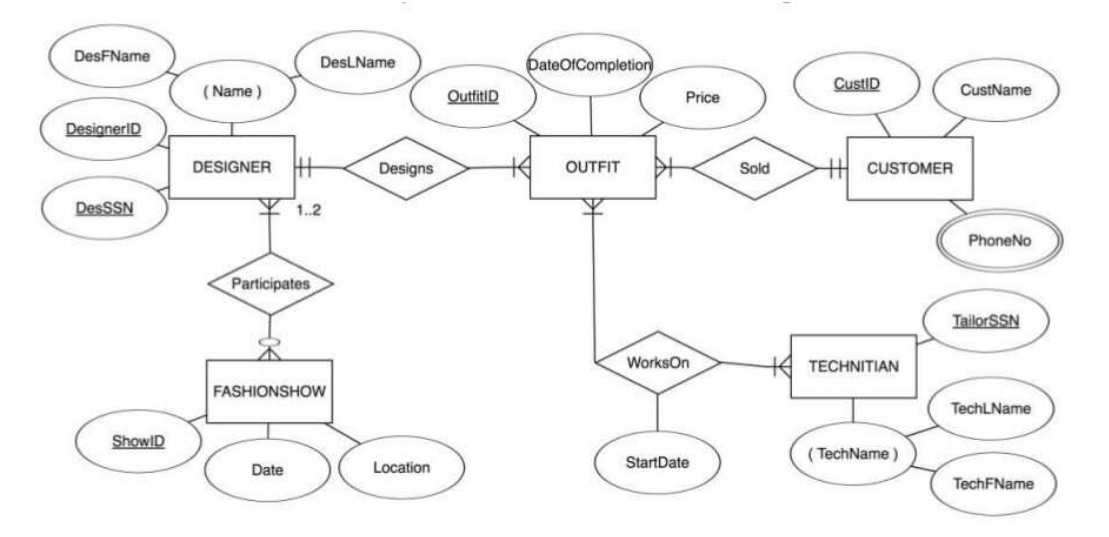 DesFName
DesLName
( Name )
DesignerID
DESIGNER
DesSSN
1..2
Designs
OutfitID
DateOfCompletion
Price
OUTFIT
Sold
CustID
CustName
CUSTOMER
PhoneNo
Participates
FASHIONSHOW
ShowID
Date
Location
WorksOn
StartDate
TECHNITIAN
TailorSSN
( TechName )
TechLName
TechFName